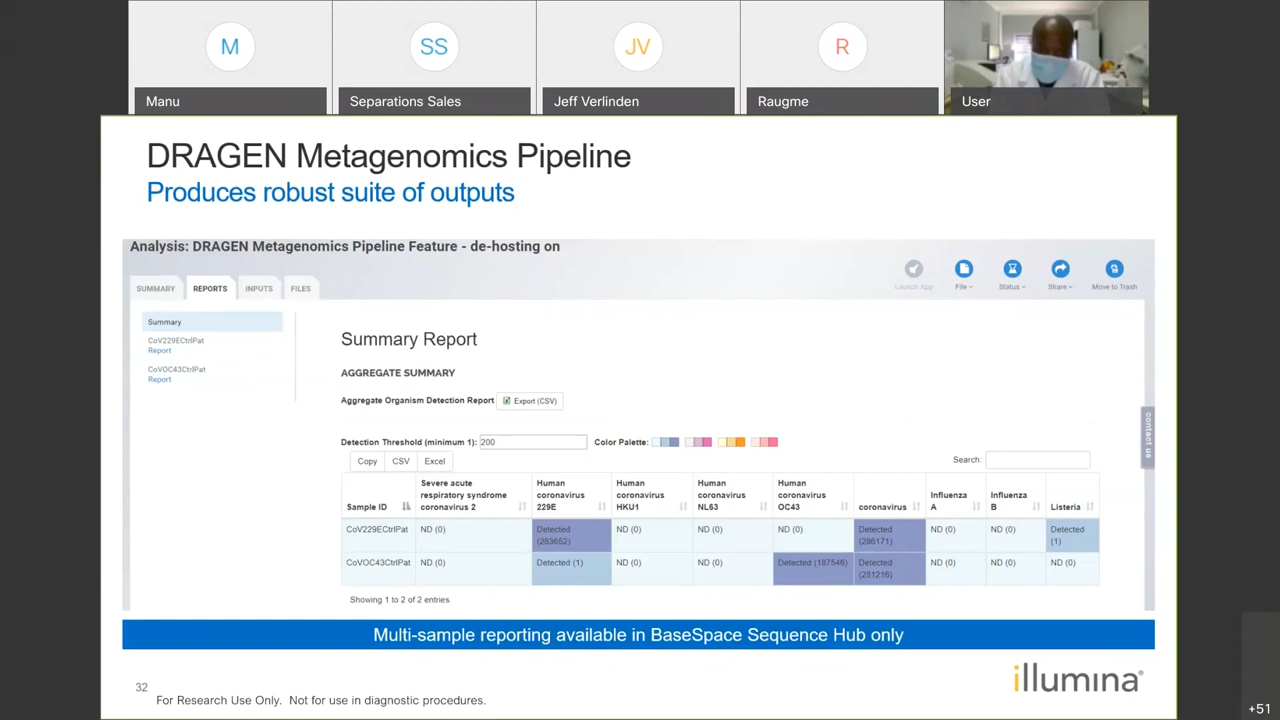 M
SS
JV
R
Manu
Separations Sales
Jeff Verlinden
Raugme
User
DRAGEN Metagenomics Pipeline
Produces robust suite of outputs
Analysis: DRAGEN Metagenomics Pipeline Feature - de-hosting on
SUMMARY
REPORTS
INPUTS
FILES
Launch App
File
Status
Share
Move to Trash
Summary
CoV229ECtrlPat
Report
CoVOC43CtrlPat
Report
Summary Report
AGGREGATE SUMMARY
Aggregate Organism Detection Report Export (CSV)
Detection Threshold (minimum 1): 200 Color Palette:
Copy CSV Excel
Search:
contact us
Sample ID
Severe acute
respiratory syndrome
coronavirus 2
Human
coronavirus
229E
Human
coronavirus
HKU1
Human
coronavirus
NL63
Human
coronavirus
OC43
coronavirus
Influenza
A
Influenza
B
Listeria
CoV229ECtrlPat
ND (0)
Detected
(283652)
ND (0)
ND (0)
ND (0)
Detected
(286171)
ND (0)
ND (0)
Detected
(1)
CoVOC43CtrlPat
ND (0)
Detected (1)
ND (0)
ND (0)
Detected (187546)
Detected
(281216)
ND (0)
ND (0)
ND (0)
Showing 1 to 2 of 2 entries
Multi-sample reporting available in BaseSpace Sequence Hub only
32
For Research Use Only. Not for use in diagnostic procedures.
illumina®
+51